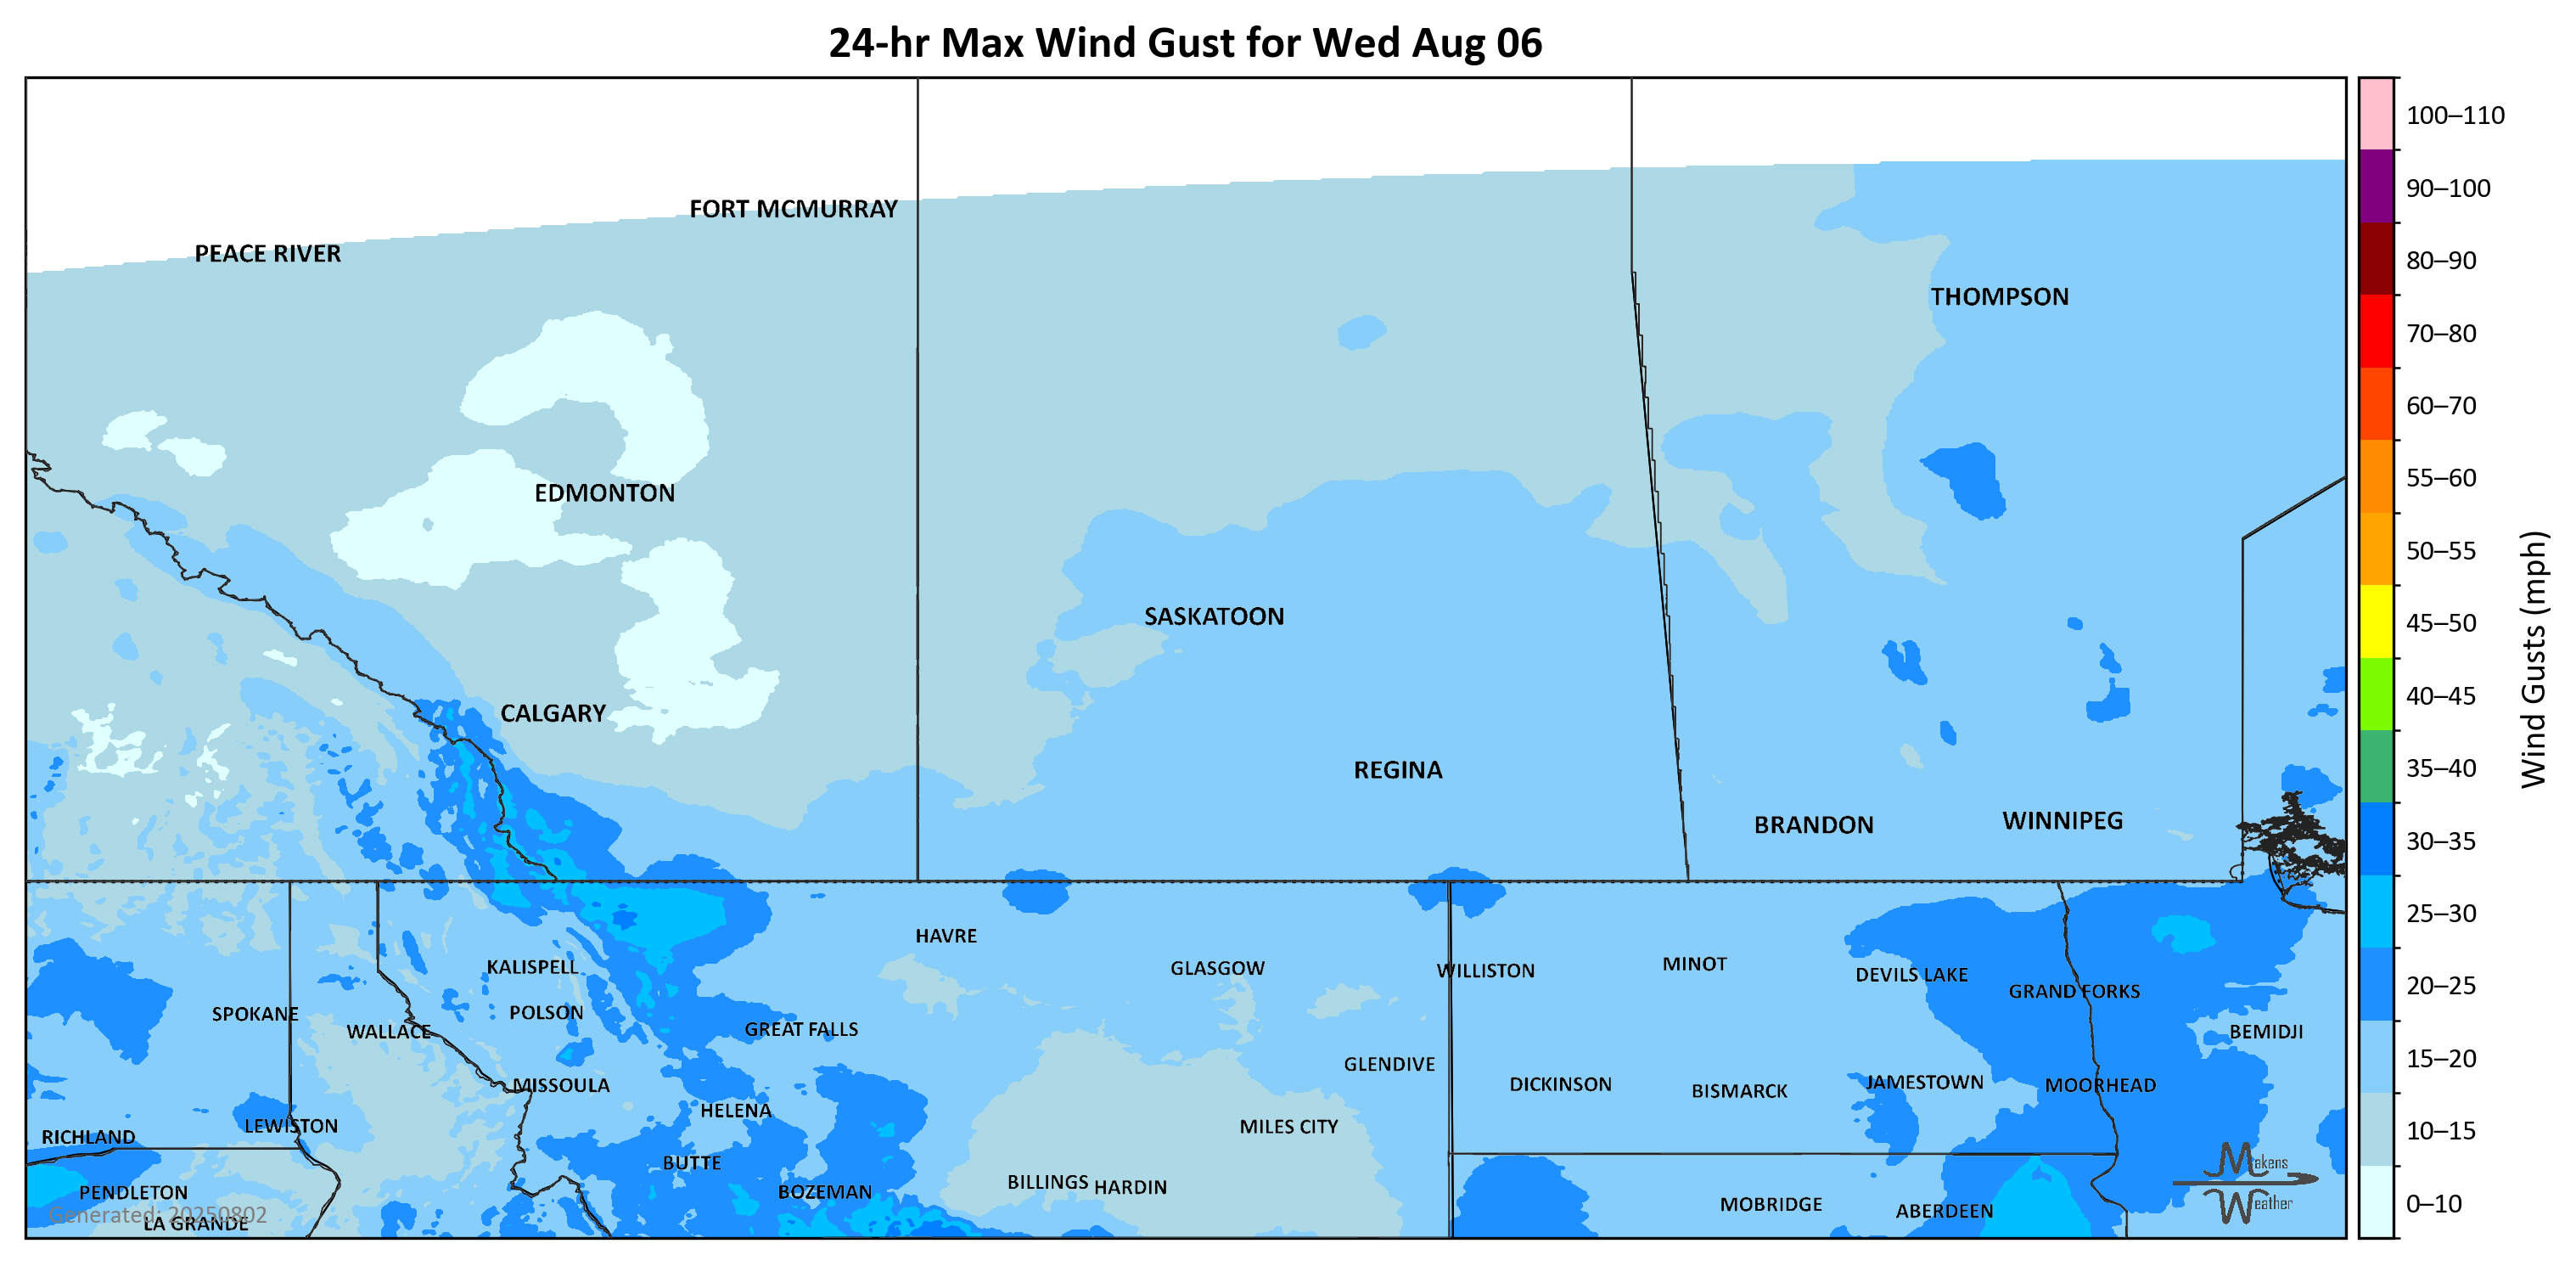 24-hr Max Wind Gust for Wed Aug 06
100–110
90–100
80–90
70–80
60–70
55–60
50–55
45–50
40–45
35–40
30–35
25–30
20–25
15–20
10–15
0–10
Wind Gusts (mph)
FORT MCMURRAY
PEACE RIVER
THOMPSON
EDMONTON
SASKATOON
CALGARY
REGINA
BRANDON
WINNIPEG
HAVRE
KALISPELL
GLASGOW
WILLISTON
MINOT
DEVILS LAKE
GRAND FORKS
SPOKANE
POLSON
WALLACE
GREAT FALLS
BEMIDJI
GLENDIVE
MISSOULA
DICKINSON
BISMARCK
JAMESTOWN
MOORHEAD
HELENA
LEWISTON
MILES CITY
RICHLAND
BUTTE
BILLINGS
HARDIN
PENDLETON
BOZEMAN
MOBRIDGE
ABERDEEN
LA GRANDE
Generated: 20250802
Makens
Weather